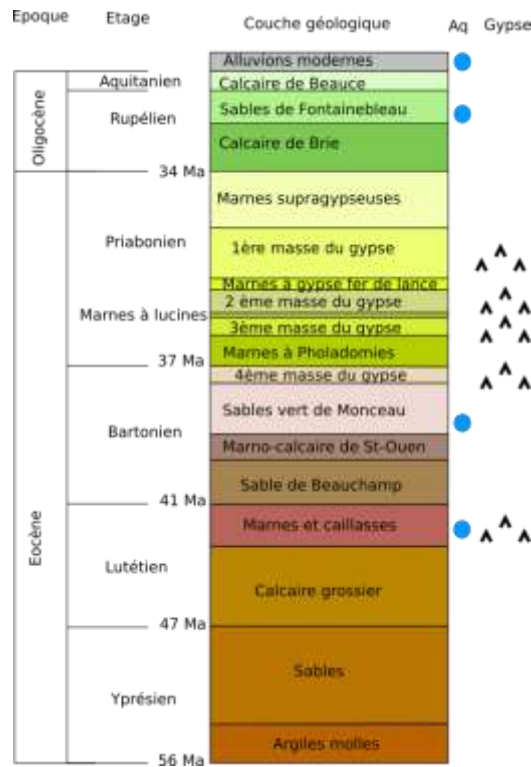 Epoque Etage Couche géologique Aq Gypse
Alluvions modernes
Aquitanien Calcaire de Beauce
Oligocène
Rupélien Sables de Fontainebleau
Calcaire de Brie
34 Ma
Marnes supragypseuses
Priabonien 1ère masse du gypse
Marnes à gypse fer de lance
2 ème masse du gypse
Marnes à lucines
3ème masse du gypse
Marnes à Pholadomies
37 Ma
4ème masse du gypse
Sables vert de Monceau
Bartonien
Marno-calcaire de St-Ouen
Sable de Beauchamp
41 Ma
Eocène
Marnes et caillasses
Lutétien
Calcaire grossier
47 Ma
Sables
Yprésien
Argiles molles
56 Ma